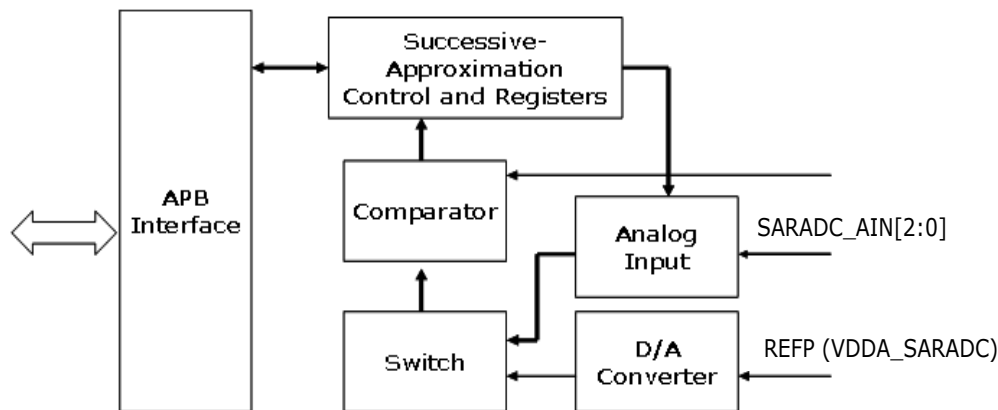 Successive-
Approximation
Control and Registers
APB
Interface
Comparator
Analog
Input
SARADC_AIN[2:0]
Switch
D/A
Converter
REFP (VDDA_SARADC)